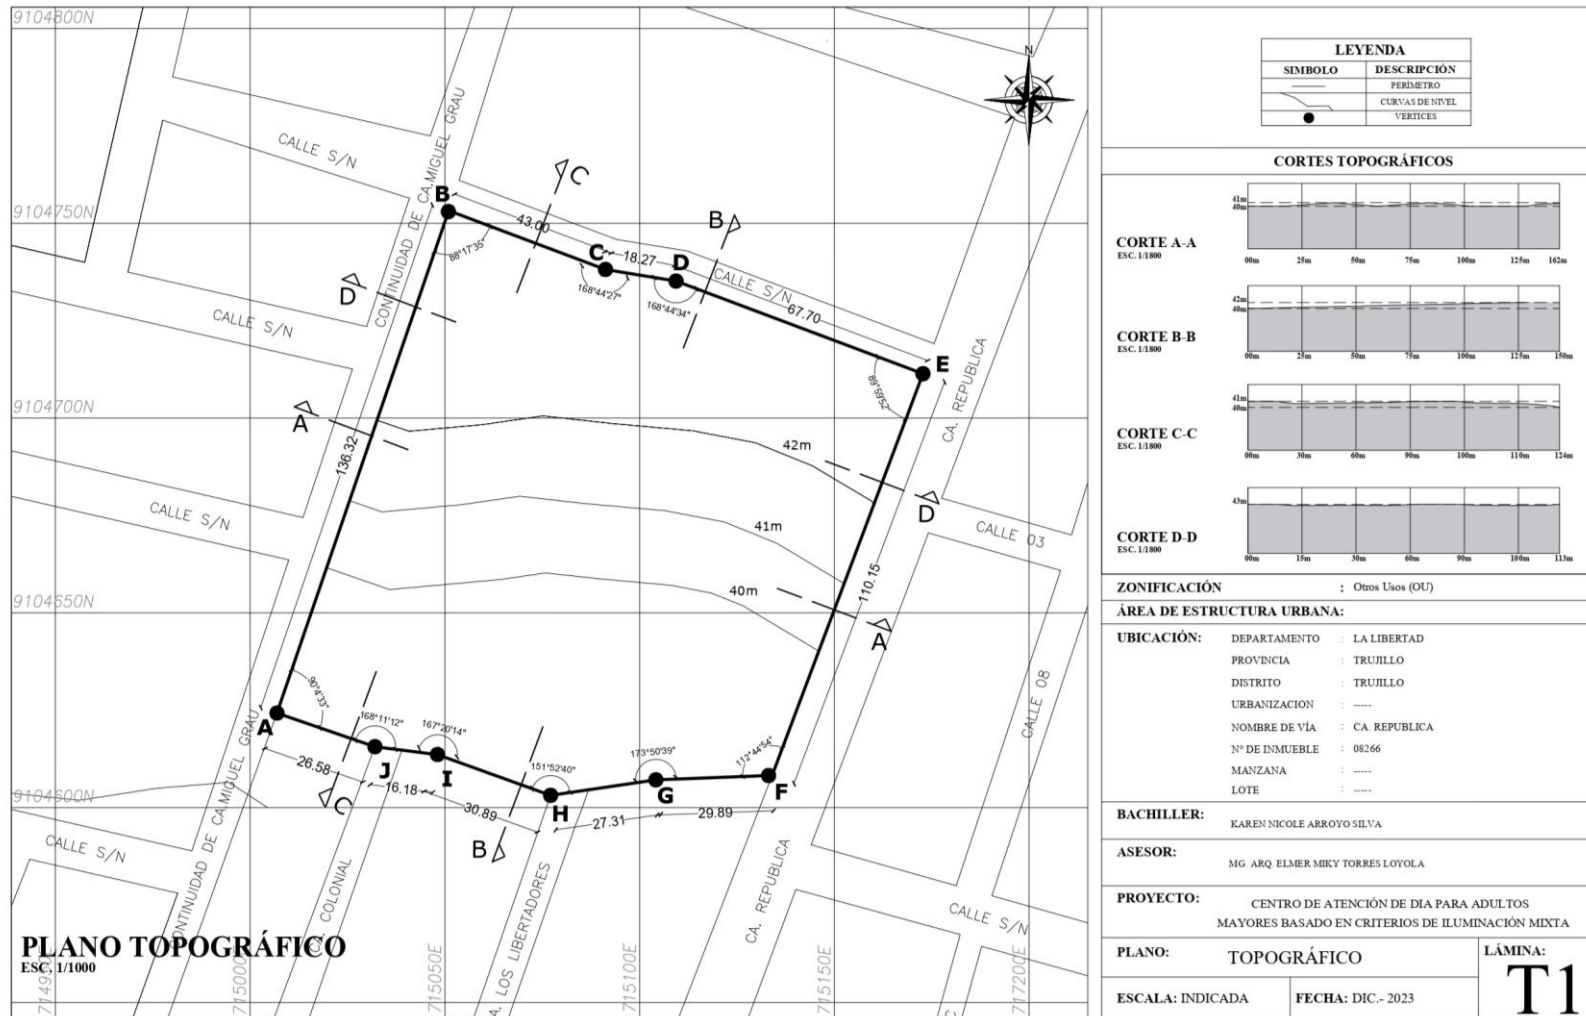 9104800N
9104750N
9104700N
9104650N
9104600N
714950E
715000E
715050E
715100E
715150E
717200E
N
CALLE S/N
CALLE S/N
CALLE S/N
CALLE S/N
CALLE S/N
CALLE S/N
CONTINUIDAD DE CA.MIGUEL GRAU
CONTINUIDAD DE CA.MIGUEL GRAU
CA. REPUBLICA
CA. REPUBLICA
CALLE 03
CALLE 08
CA. COLONIAL
CA. LOS LIBERTADORES
A
B
C
D
E
F
G
H
I
J
C
B
D
A
D
A
C
B
43.00
18.27
67.70
110.15
29.89
27.31
30.89
16.18
26.58
136.32
88°17'35"
168°44'27"
168°44'34"
89°59'52"
112°44'54"
173°50'39"
151°52'40"
167°20'14"
168°11'12"
90°4'33"
42m
41m
40m
PLANO TOPOGRÁFICO
ESC. 1/1000
LEYENDA
SIMBOLO DESCRIPCIÓN
PERÍMETRO
CURVAS DE NIVEL
VERTICES
CORTES TOPOGRÁFICOS
41m
40m
CORTE A-A
ESC. 1/1800
00m 25m 50m 75m 100m 125m 162m
42m
40m
CORTE B-B
ESC. 1/1800
00m 25m 50m 75m 100m 125m 150m
41m
40m
CORTE C-C
ESC. 1/1800
00m 30m 60m 90m 100m 110m 124m
43m
CORTE D-D
ESC. 1/1800
00m 15m 30m 60m 90m 100m 113m
ZONIFICACIÓN : Otros Usos (OU)
ÁREA DE ESTRUCTURA URBANA:
UBICACIÓN: DEPARTAMENTO : LA LIBERTAD
PROVINCIA : TRUJILLO
DISTRITO : TRUJILLO
URBANIZACION : -----
NOMBRE DE VÍA : CA. REPUBLICA
Nº DE INMUEBLE : 08266
MANZANA : -----
LOTE : -----
BACHILLER: KAREN NICOLE ARROYO SILVA
ASESOR: MG. ARQ. ELMER MIKY TORRES LOYOLA
PROYECTO: CENTRO DE ATENCIÓN DE DIA PARA ADULTOS
MAYORES BASADO EN CRITERIOS DE ILUMINACIÓN MIXTA
PLANO: TOPOGRÁFICO
LÁMINA:
T1
ESCALA: INDICADA FECHA: DIC.- 2023